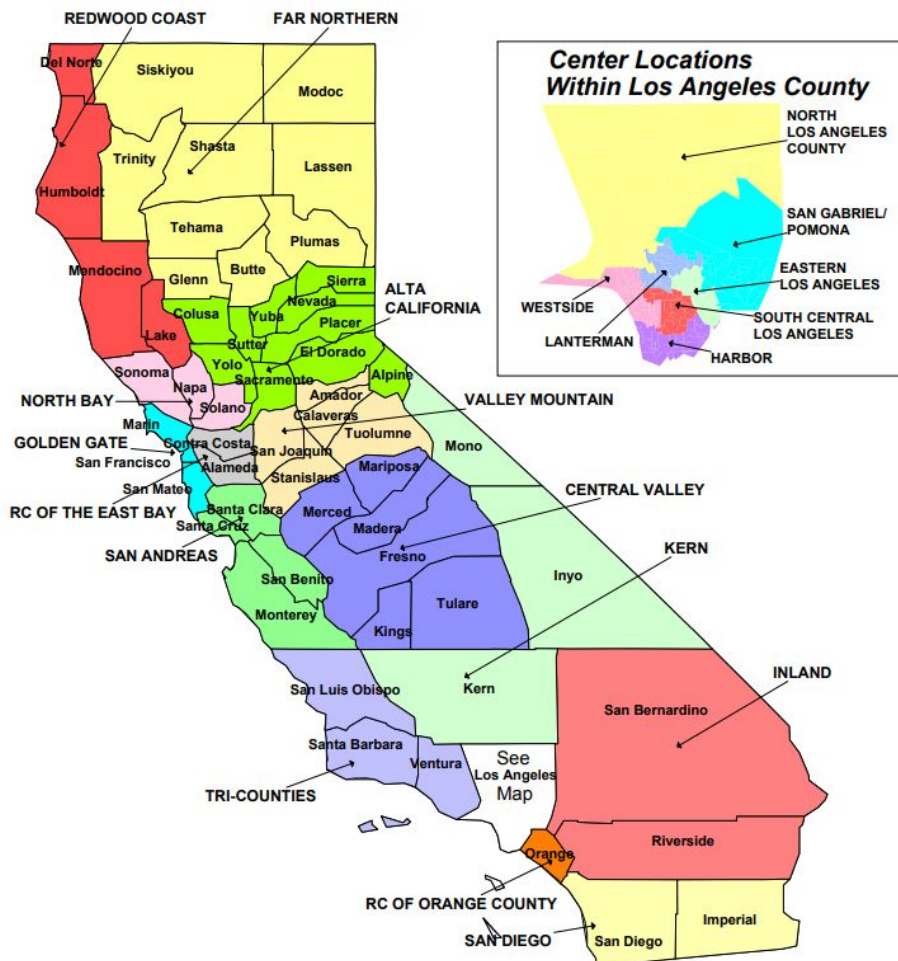 REDWOOD COAST
FAR NORTHERN
Del Norte
Siskiyou
Modoc
Trinity
Shasta
Lassen
Humboldt
Tehama
Plumas
Mendocino
Glenn
Butte
Sierra
Nevada
Colusa
Yuba
Placer
ALTA
CALIFORNIA
Lake
Sutter
Yolo
El Dorado
Sonoma
Napa
Sacramento
Alpine
Solano
Amador
NORTH BAY
Calaveras
VALLEY MOUNTAIN
Marin
Contra Costa
Tuolumne
Mono
GOLDEN GATE
San Joaquin
San Francisco
Alameda
Mariposa
San Mateo
Stanislaus
CENTRAL VALLEY
RC OF THE EAST BAY
Santa Clara
Merced
Santa Cruz
Madera
SAN ANDREAS
Fresno
KERN
San Benito
Inyo
Monterey
Tulare
Kings
INLAND
San Luis Obispo
Kern
San Bernardino
Santa Barbara
Ventura
See
Los Angeles
Map
TRI-COUNTIES
Orange
Riverside
RC OF ORANGE COUNTY
Imperial
SAN DIEGO
San Diego
Center Locations
Within Los Angeles County
NORTH
LOS ANGELES
COUNTY
SAN GABRIEL/
POMONA
EASTERN
LOS ANGELES
WESTSIDE
SOUTH CENTRAL
LOS ANGELES
LANTERMAN
HARBOR